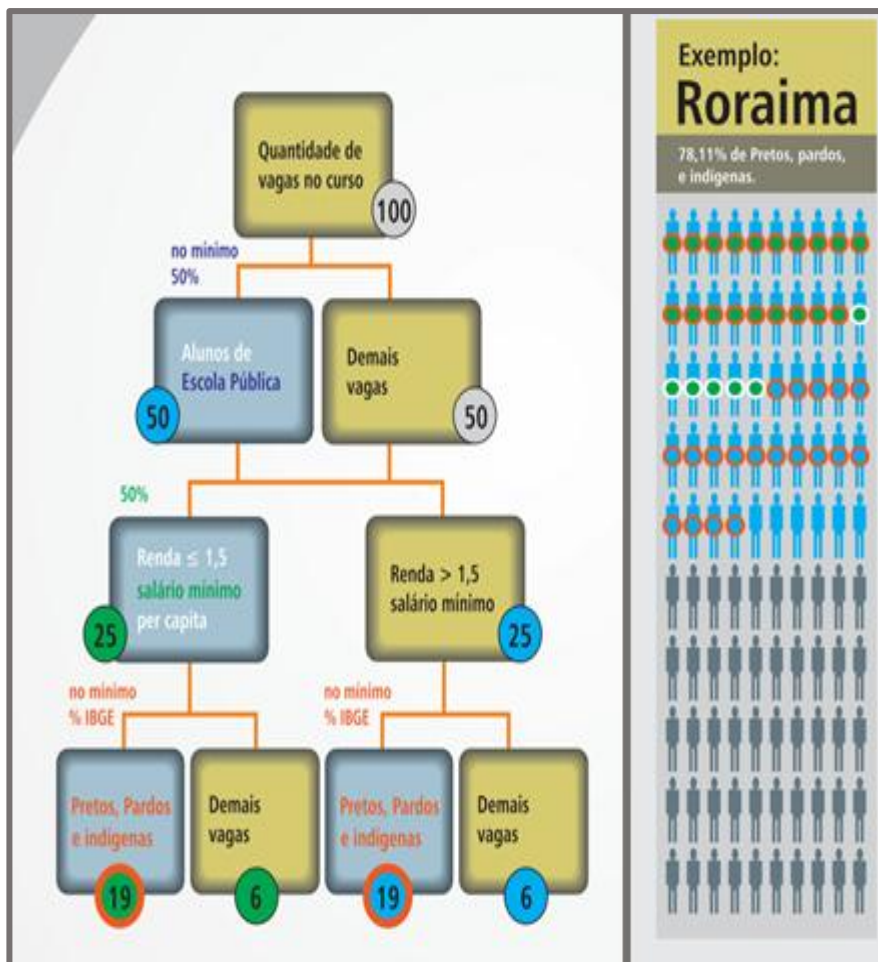 Quantidade de
vagas no curso
100
no mínimo
50%
Alunos de
Escola Pública
50
Demais
vagas
50
50%
Renda ≤ 1,5
salário mínimo
per capita
25
Renda > 1,5
salário mínimo
25
no mínimo
% IBGE
no mínimo
% IBGE
Pretos, Pardos
e indígenas
19
Demais
vagas
6
Pretos, Pardos
e indígenas
19
Demais
vagas
6
Exemplo:
Roraima
78,11% de Pretos, pardos,
e indígenas.